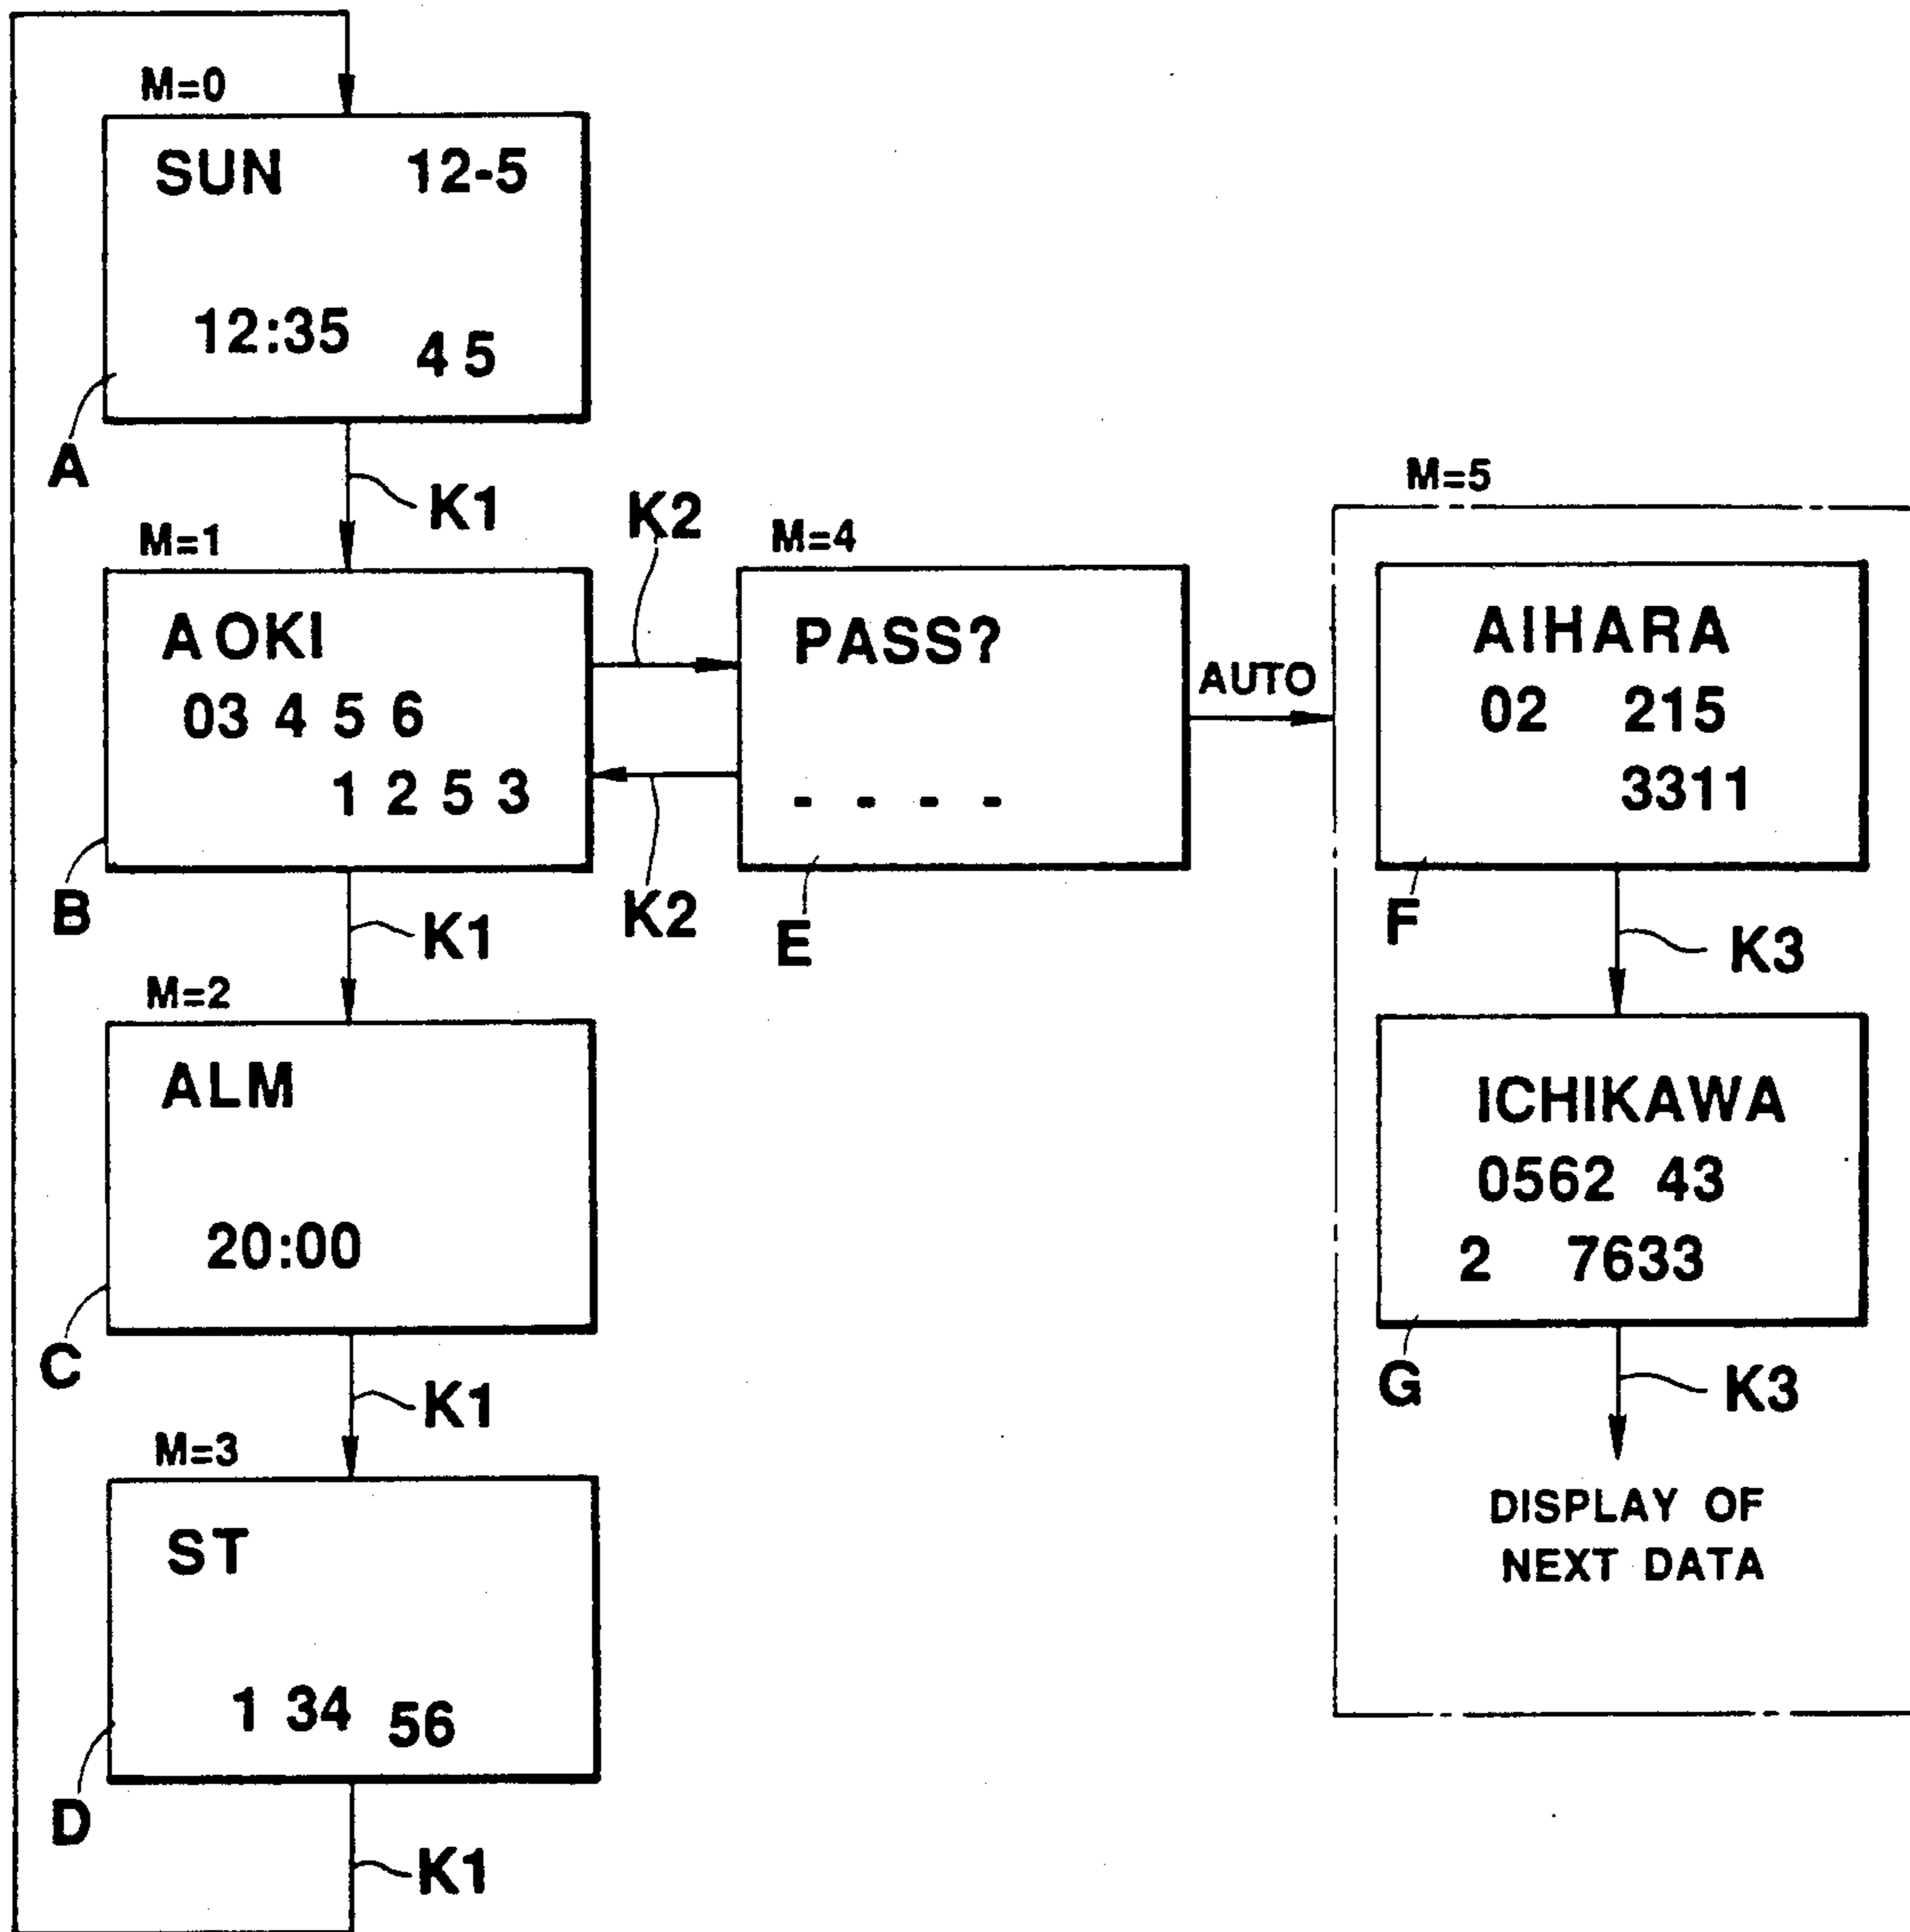 M=0
SUN 12-5
12:35 45
A
K1
M=1
AOKI
03 4 5 6
1 2 5 3
B
K2
K2
M=4
PASS?
- - - -
E
AUTO
K1
M=2
ALM
20:00
C
K1
M=3
ST
1 34 56
D
K1
M=5
AIHARA
02 215
3311
F
K3
ICHIKAWA
0562 43
2 7633
G
K3
DISPLAY OF
NEXT DATA